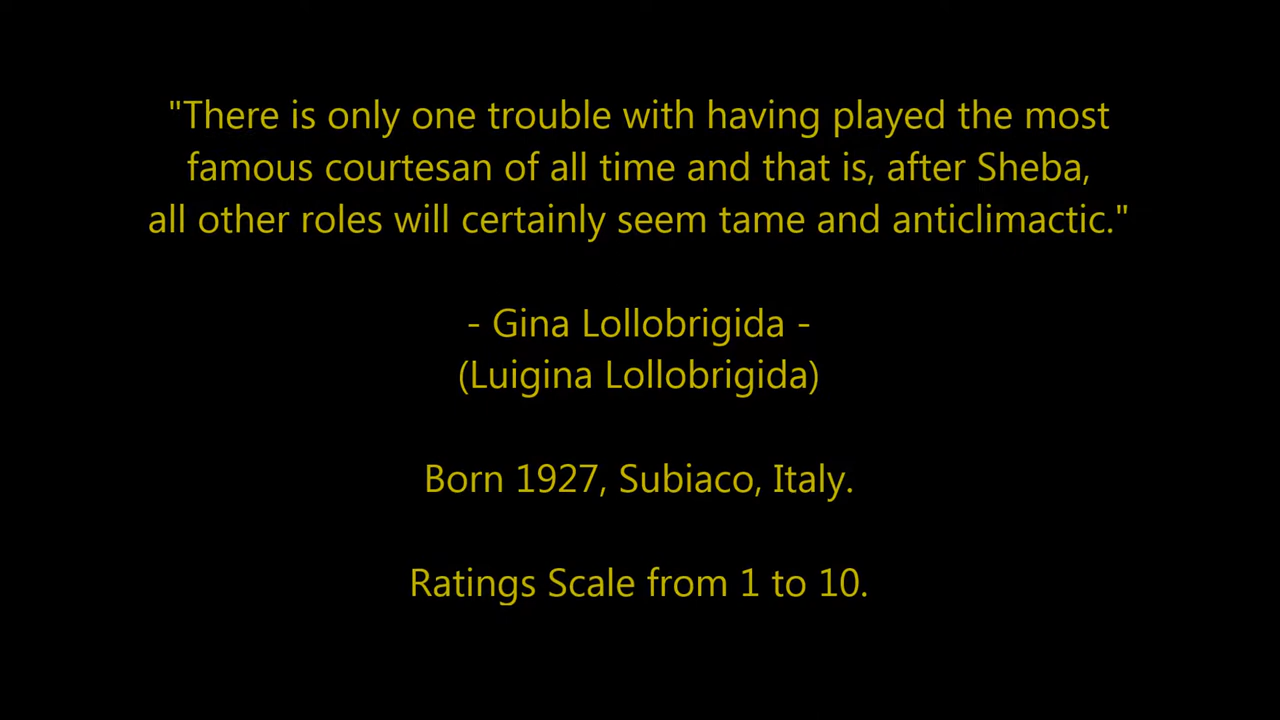 "There is only one trouble with having played the most
famous courtesan of all time and that is, after Sheba,
all other roles will certainly seem tame and anticlimactic."
- Gina Lollobrigida -
(Luigina Lollobrigida)
Born 1927, Subiaco, Italy.
Ratings Scale from 1 to 10.